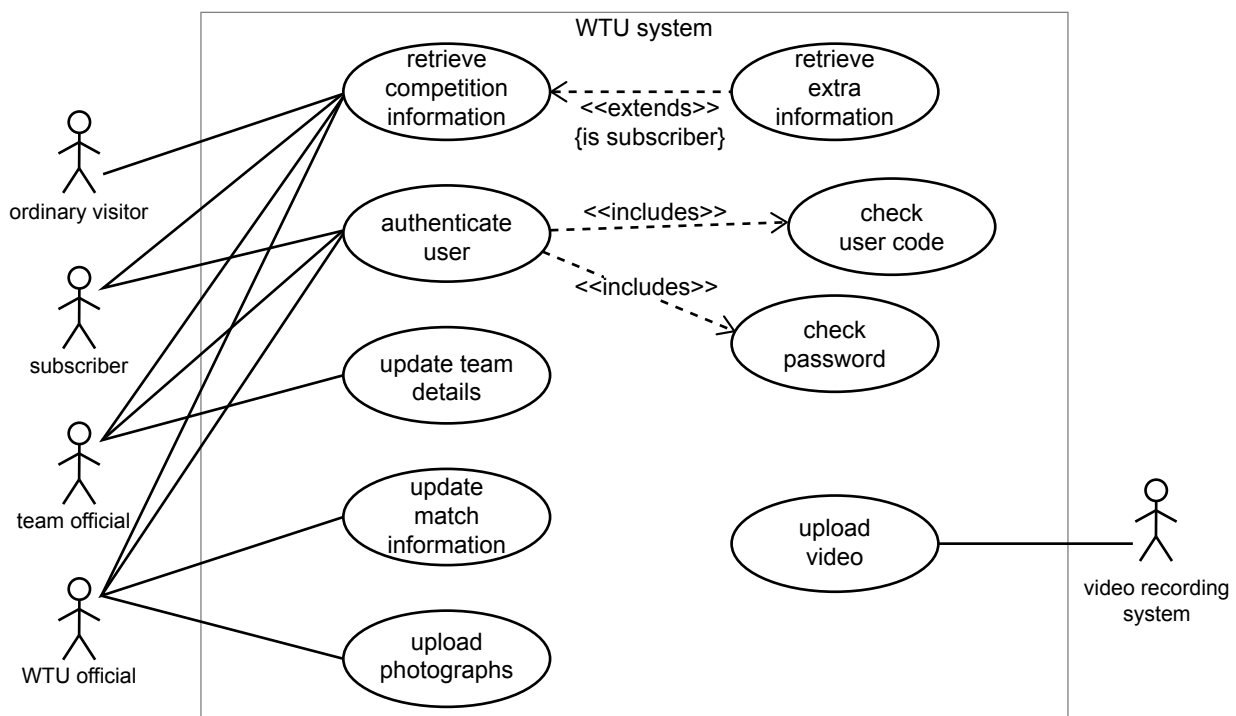 WTU system
retrieve
competition
information
<<extends>>
{is subscriber}
retrieve
extra
information
ordinary visitor
authenticate
user
<<includes>>
check
user code
<<includes>>
check
password
subscriber
update team
details
team official
update
match
information
upload
video
video recording
system
WTU official
upload
photographs